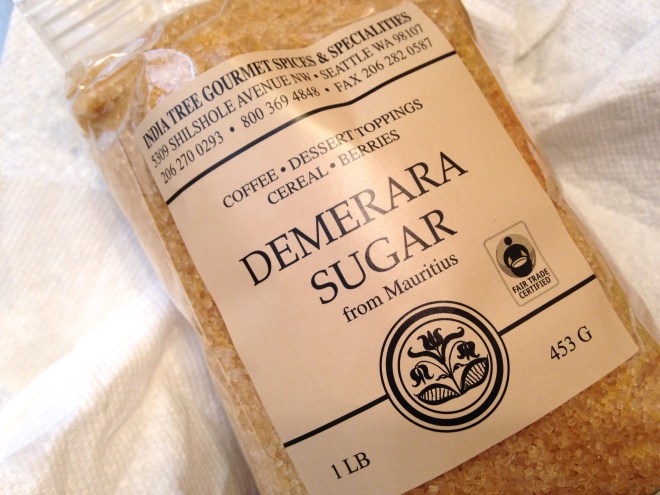 INDIA TREE GOURMET SPICES & SPECIALITIES
5309 SHILSHOLE AVENUE NW • SEATTLE WA 98107
206 270 0293 • 800 369 4848 • FAX 206 282 0587
COFFEE • DESSERT TOPPINGS
CEREAL • BERRIES
DEMERARA
SUGAR
from Mauritius
FAIR TRADE
CERTIFIED
1 LB
453 G